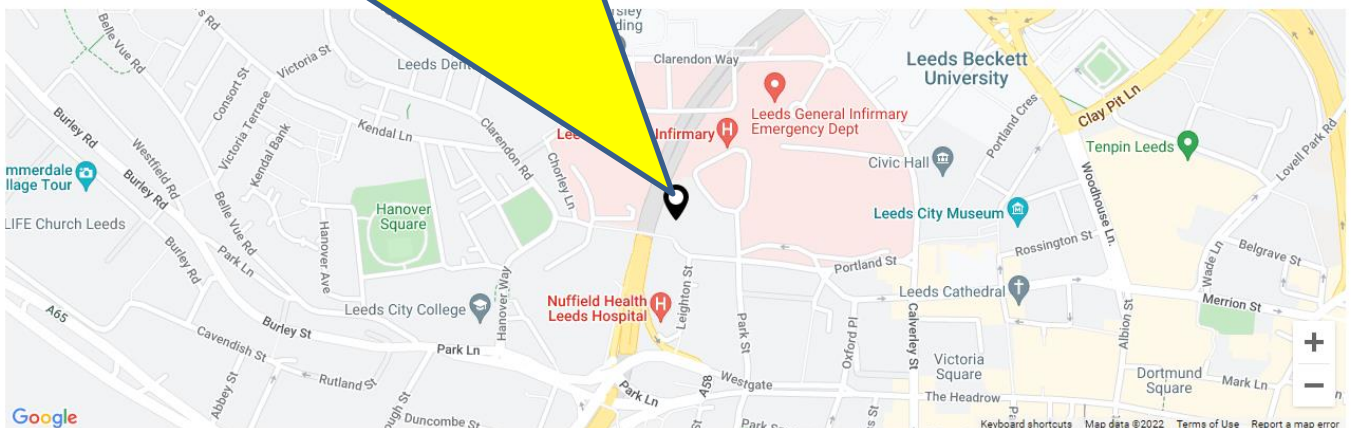 Clarendon Way
Leeds Beckett
University
Belle Vue Rd
Consort St
Victoria St
Victoria Terrace
Kendal Bank
Kendal Ln
Clarendon Rd
Chorley Ln
Burley Rd
Westfield Rd
Burley Rd
Belle Vue Rd
Infirmary
Leeds General Infirmary
Emergency Dept
Civic Hall
Portland Cres
Clay Pit Ln
Tenpin Leeds
Lovell Park Rd
Woodhouse Ln.
LIFE Church Leeds
Hanover
Square
Hanover Ave
Leeds City Museum
Rossington St
Wade Ln
Belgrave St
Burley Rd
Park Ln
Hanover Way
Portland St
Leeds Cathedral
Merrion St
A65
Leeds City College
Nuffield Health
Leeds Hospital
Leighton St
Park St
Oxford Pl
Calverley St
Albion St
Burley St
Cavendish St
Park Ln
Abbey St
Rutland St
Park Ln
A58
Westgate
Victoria
Square
The Headrow
Dortmund
Square
Mark Ln
+
−
Google
Duncombe St
Keyboard shortcuts Map data ©2022 Terms of Use Report a map error